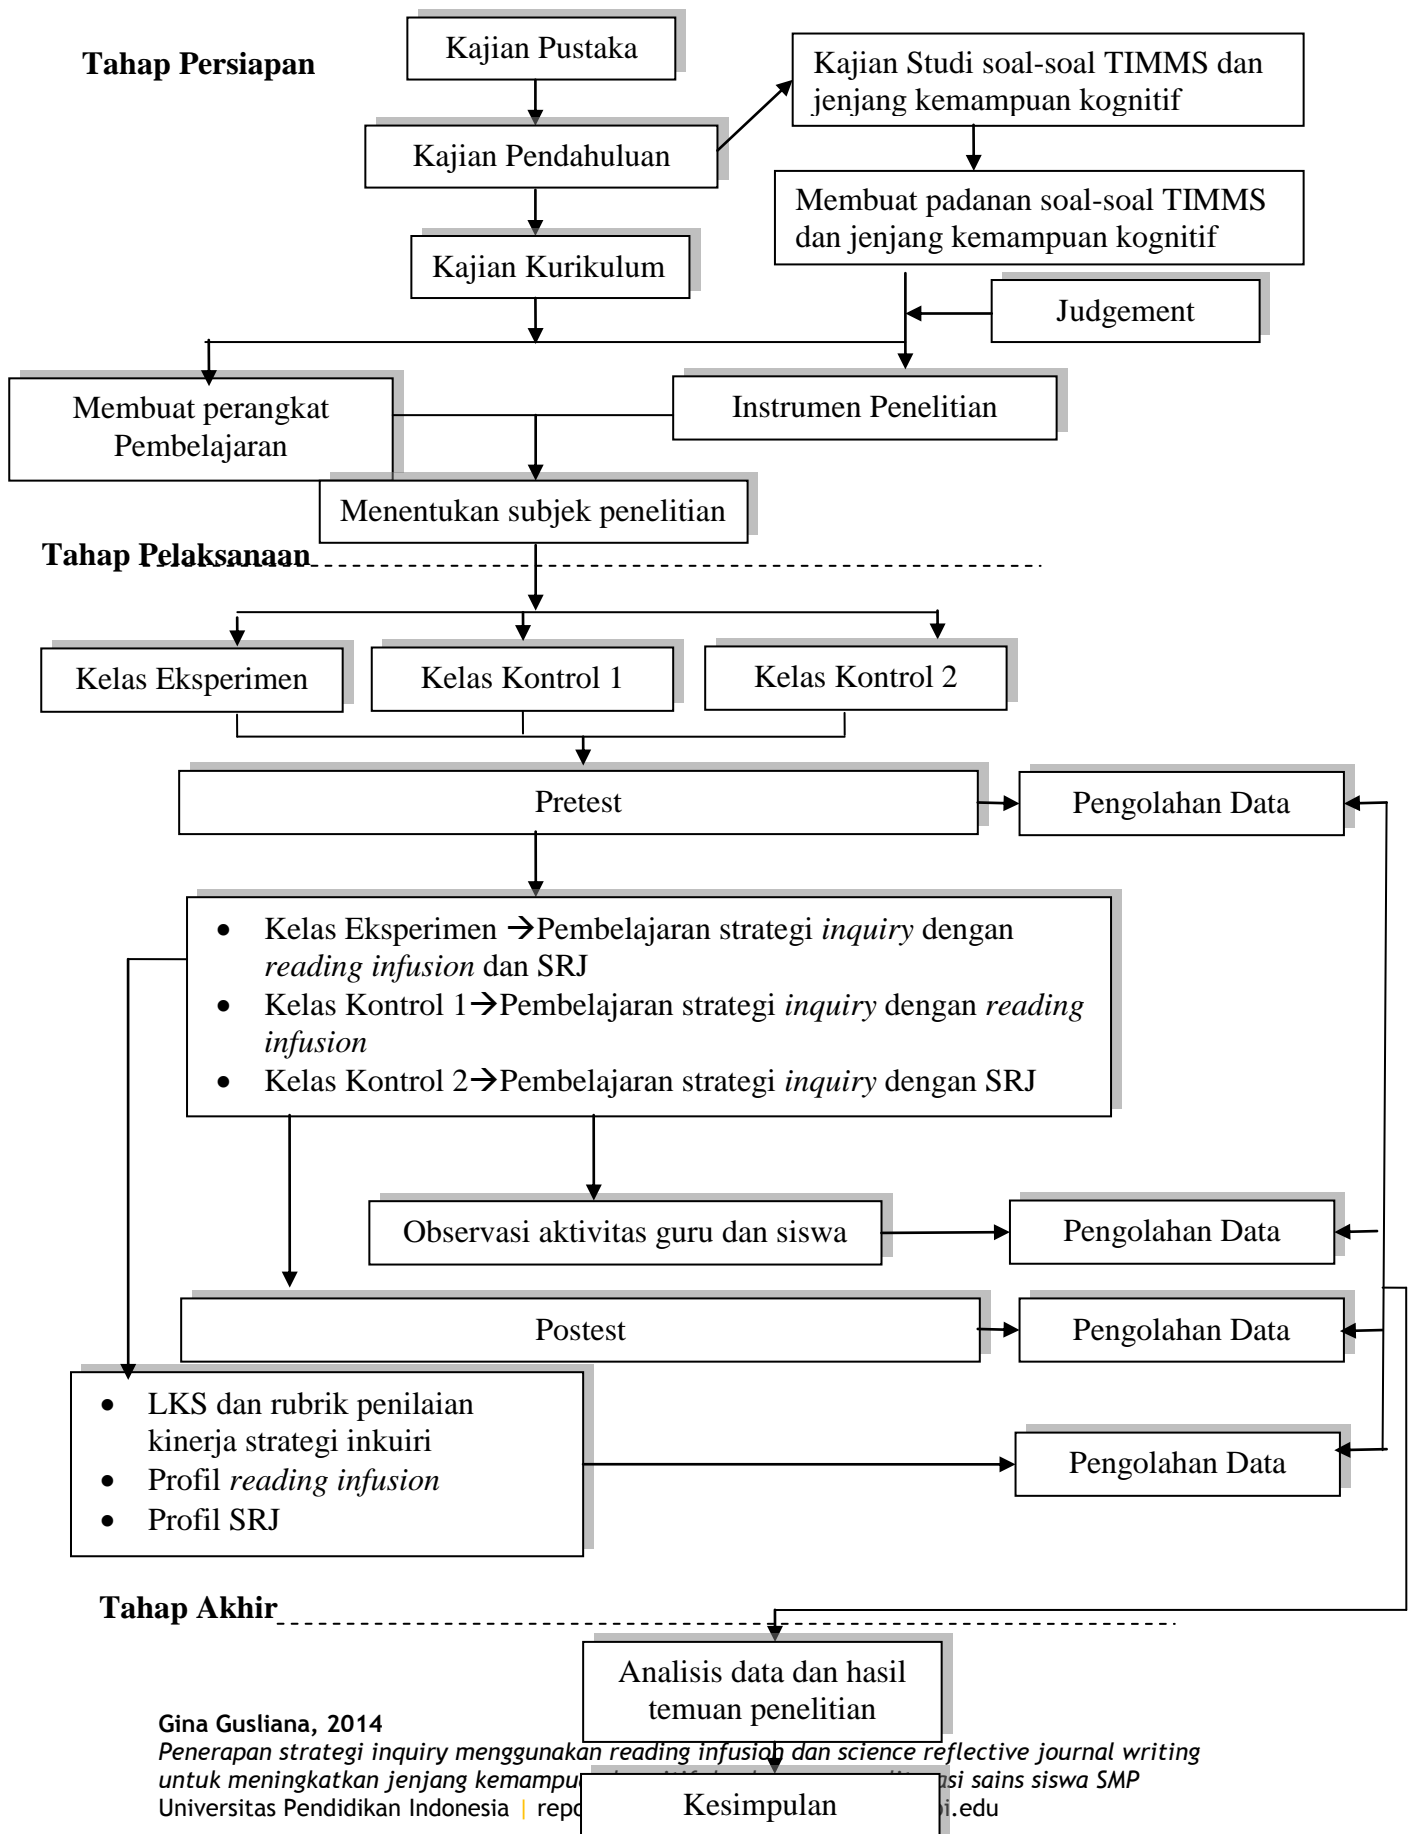 Tahap Persiapan
Kajian Pustaka
Kajian Studi soal-soal TIMMS dan
jenjang kemampuan kognitif
Kajian Pendahuluan
Membuat padanan soal-soal TIMMS
dan jenjang kemampuan kognitif
Kajian Kurikulum
Judgement
Membuat perangkat
Pembelajaran
Instrumen Penelitian
Menentukan subjek penelitian
Tahap Pelaksanaan
Kelas Eksperimen
Kelas Kontrol 1
Kelas Kontrol 2
Pretest
Pengolahan Data
• Kelas Eksperimen →Pembelajaran strategi inquiry dengan
reading infusion dan SRJ
• Kelas Kontrol 1→Pembelajaran strategi inquiry dengan reading
infusion
• Kelas Kontrol 2→Pembelajaran strategi inquiry dengan SRJ
Observasi aktivitas guru dan siswa
Pengolahan Data
Postest
Pengolahan Data
• LKS dan rubrik penilaian
kinerja strategi inkuiri
• Profil reading infusion
• Profil SRJ
Pengolahan Data
Tahap Akhir
Analisis data dan hasil
temuan penelitian
Gina Gusliana, 2014
Penerapan strategi inquiry menggunakan reading infusion dan science reflective journal writing
untuk meningkatkan jenjang sains siswa SMP
Universitas Pendidikan Indonesia | .edu
Kesimpulan